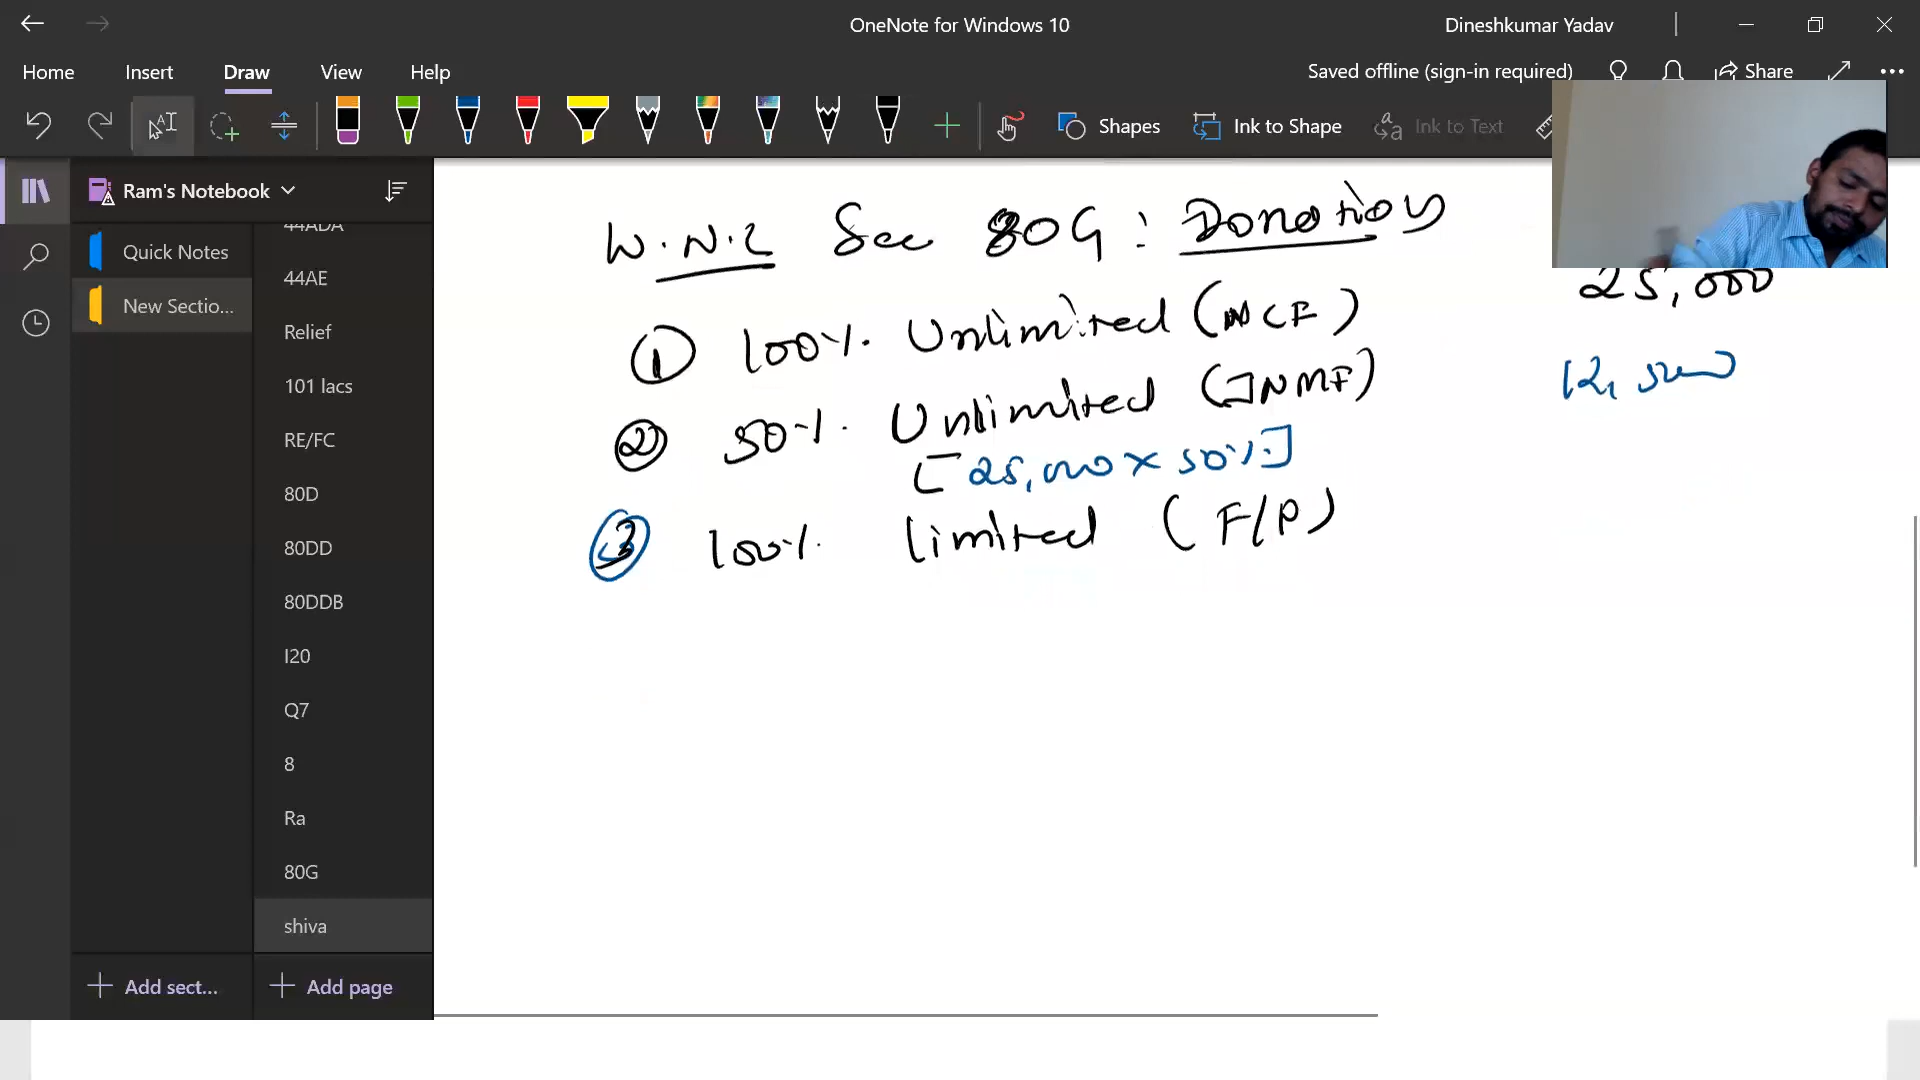 OneNote for Windows 10
Dineshkumar Yadav
Home Insert Draw View Help
Saved offline (sign-in required)
Share
Shapes
Ink to Shape
Ink to Text
Ram's Notebook
Quick Notes
New Sectio...
44ADA
44AE
Relief
101 lacs
RE/FC
80D
80DD
80DDB
I20
Q7
8
Ra
80G
shiva
Add sect...
Add page
W.N.2 Sec 80G : Donation
25,000
① 100%. Unlimited (NCF)
12,500
② 50%. Unlimited (JNMF)
[25,000 x 50%]
③ 100%. limited (F/P)